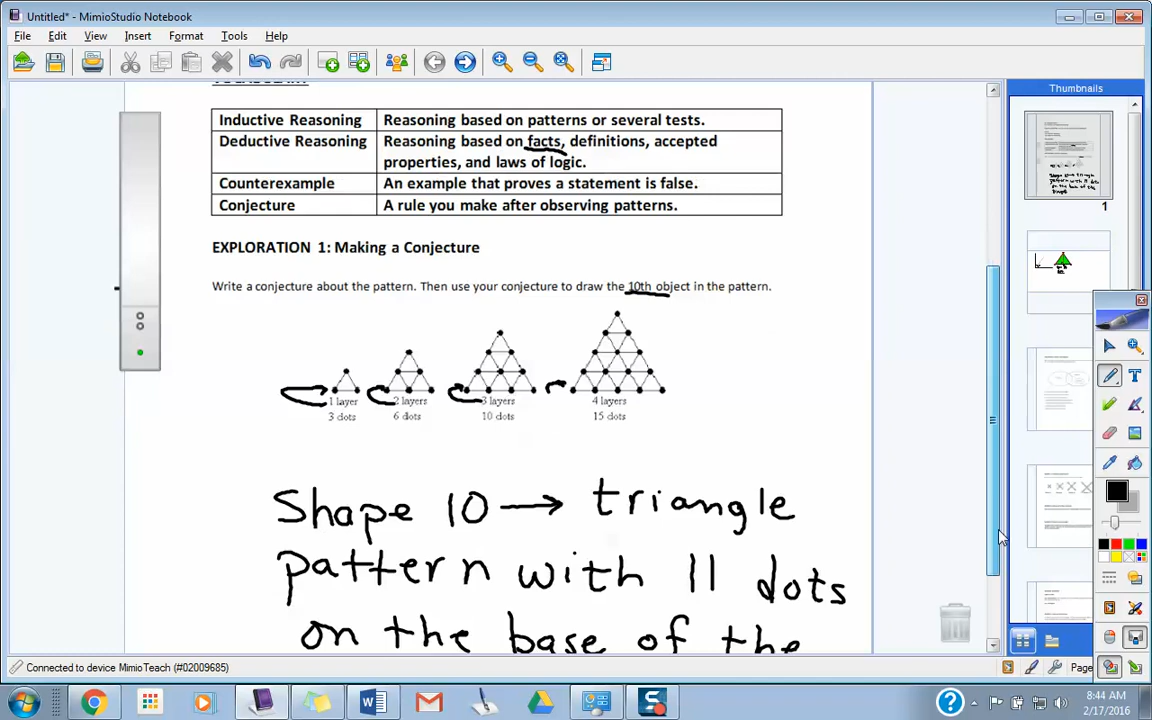 Untitled* - MimioStudio Notebook
File Edit View Insert Format Tools Help
Thumbnails
Inductive Reasoning Reasoning based on patterns or several tests.
Deductive Reasoning Reasoning based on facts, definitions, accepted
properties, and laws of logic.
Counterexample An example that proves a statement is false.
Conjecture A rule you make after observing patterns.
EXPLORATION 1: Making a Conjecture
Write a conjecture about the pattern. Then use your conjecture to draw the 10th object in the pattern.
1 layer 2 layers 3 layers 4 layers
3 dots 6 dots 10 dots 15 dots
Shape 10 → triangle
pattern with 11 dots
on the base of the
1
Connected to device MimioTeach (#02009685)
Page
8:44 AM
2/17/2016